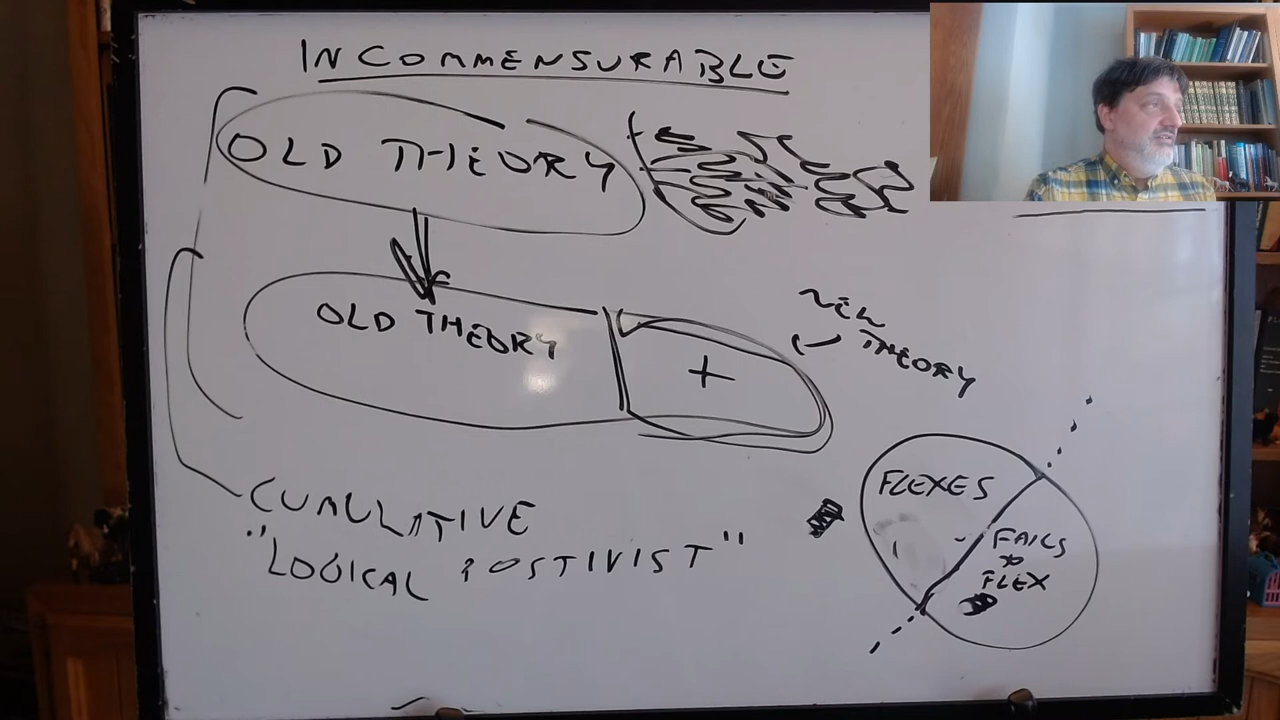 INCOMMENSURABLE
OLD THEORY
OLD THEORY
+
NEW
THEORY
CUMULATIVE
"LOGICAL POSTIVIST"
FLEXES
FAILS
TO
FLEX